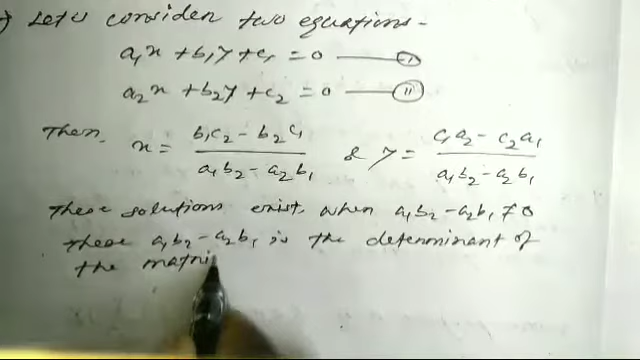 Let's consider two equations-
a₁x + b₁y + c₁ = 0 —— (I)
a₂x + b₂y + c₂ = 0 —— (II)
Then, x = (b₁c₂ - b₂c₁)/(a₁b₂ - a₂b₁) & y = (c₁a₂ - c₂a₁)/(a₁b₂ - a₂b₁)
These solutions exist when a₁b₂ - a₂b₁ ≠ 0
these a₁b₂ - a₂b₁ is the determinant of
the matri